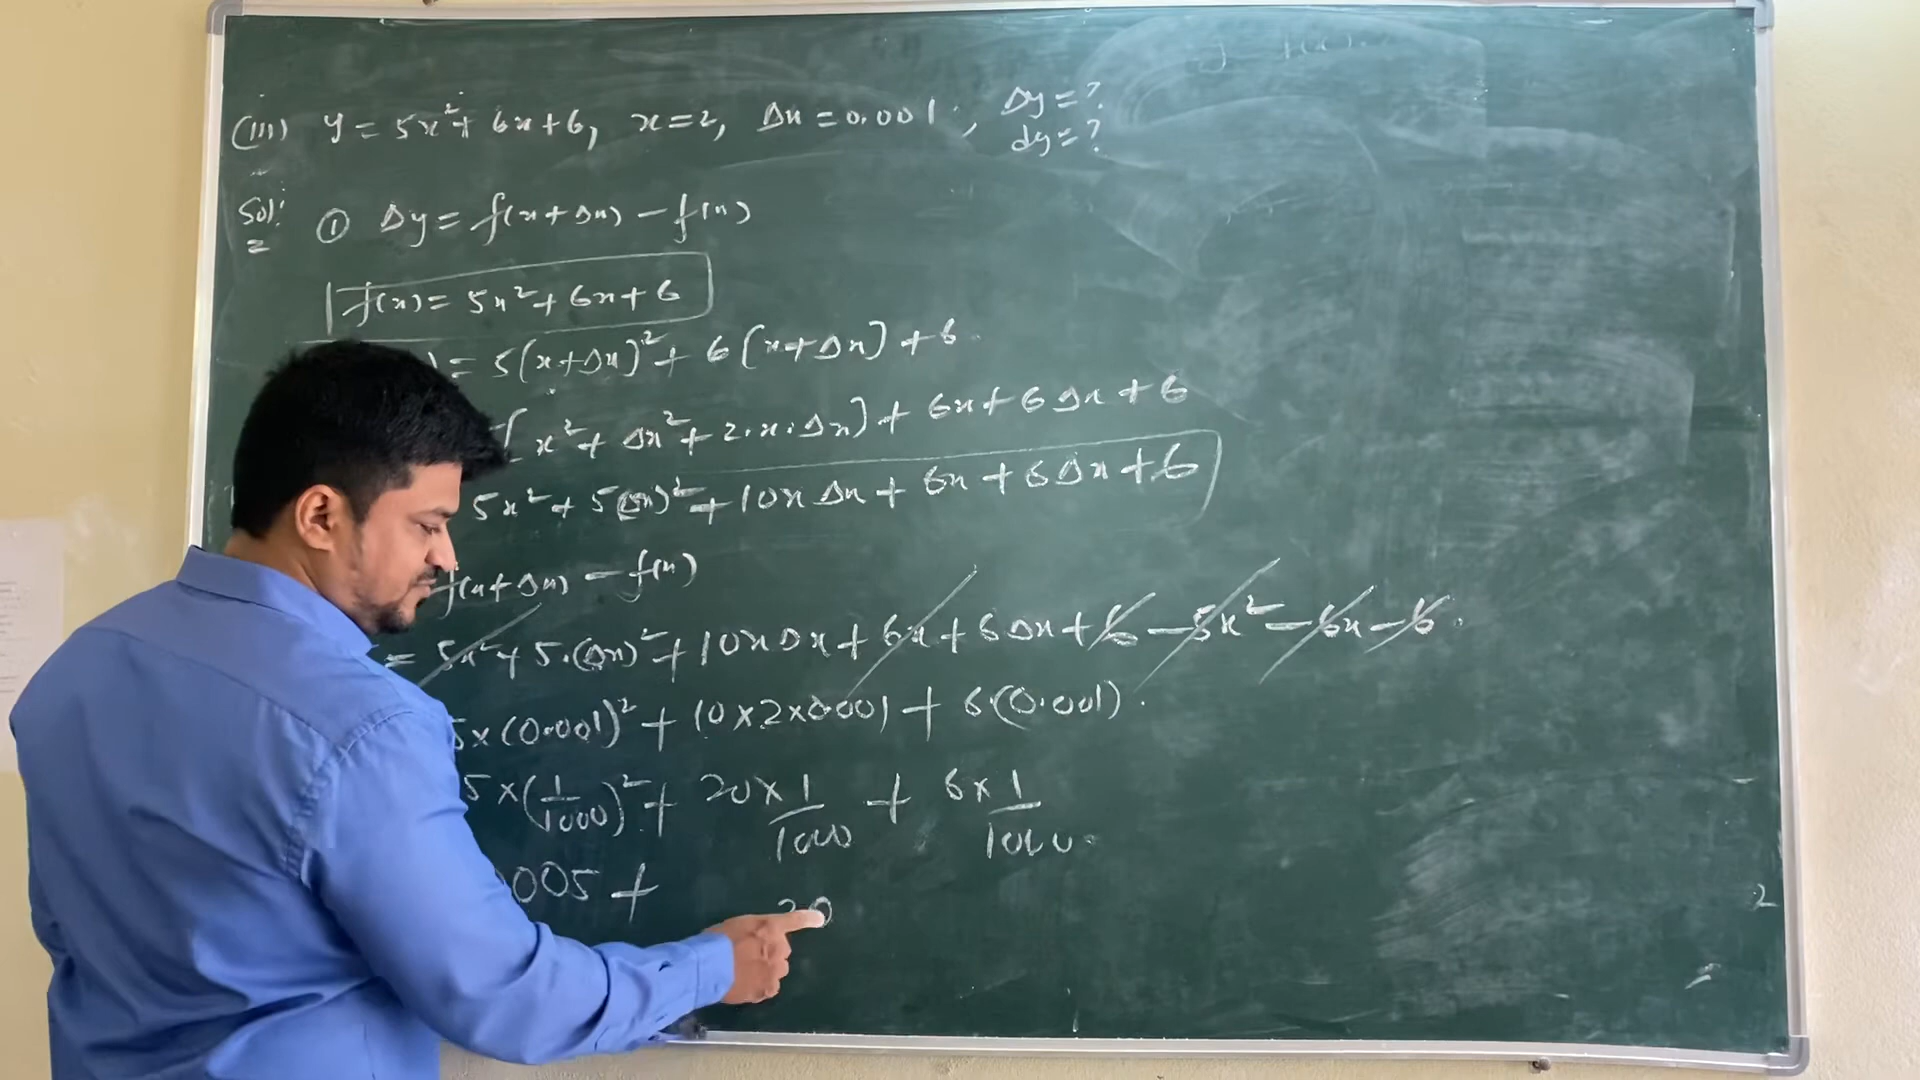 (III) y = 5x²+ 6x+6, x=2, Δx = 0.001, Δy = ?
dy = ?
Sol: ① Δy = f(x+Δx) – f(x)
f(x) = 5x²+ 6x+ 6
) = 5(x+Δx)²+ 6(x+Δx)+6
[x²+ Δx²+ 2.x.Δx)+ 6x+6Δx+6
5x²+ 5(Δx)²+10xΔx+ 6x+6Δx+6
f(x+Δx) – f(x)
= 5x²+ 5.(Δx)²+10xΔx+ 6x+6Δx+6–5x²–6x–6.
5×(0.001)²+ 10×2×0.001+ 6.(0.001).
5×(1/1000)²+ 20×1/1000 + 6×1/1000.
005 + 20
2